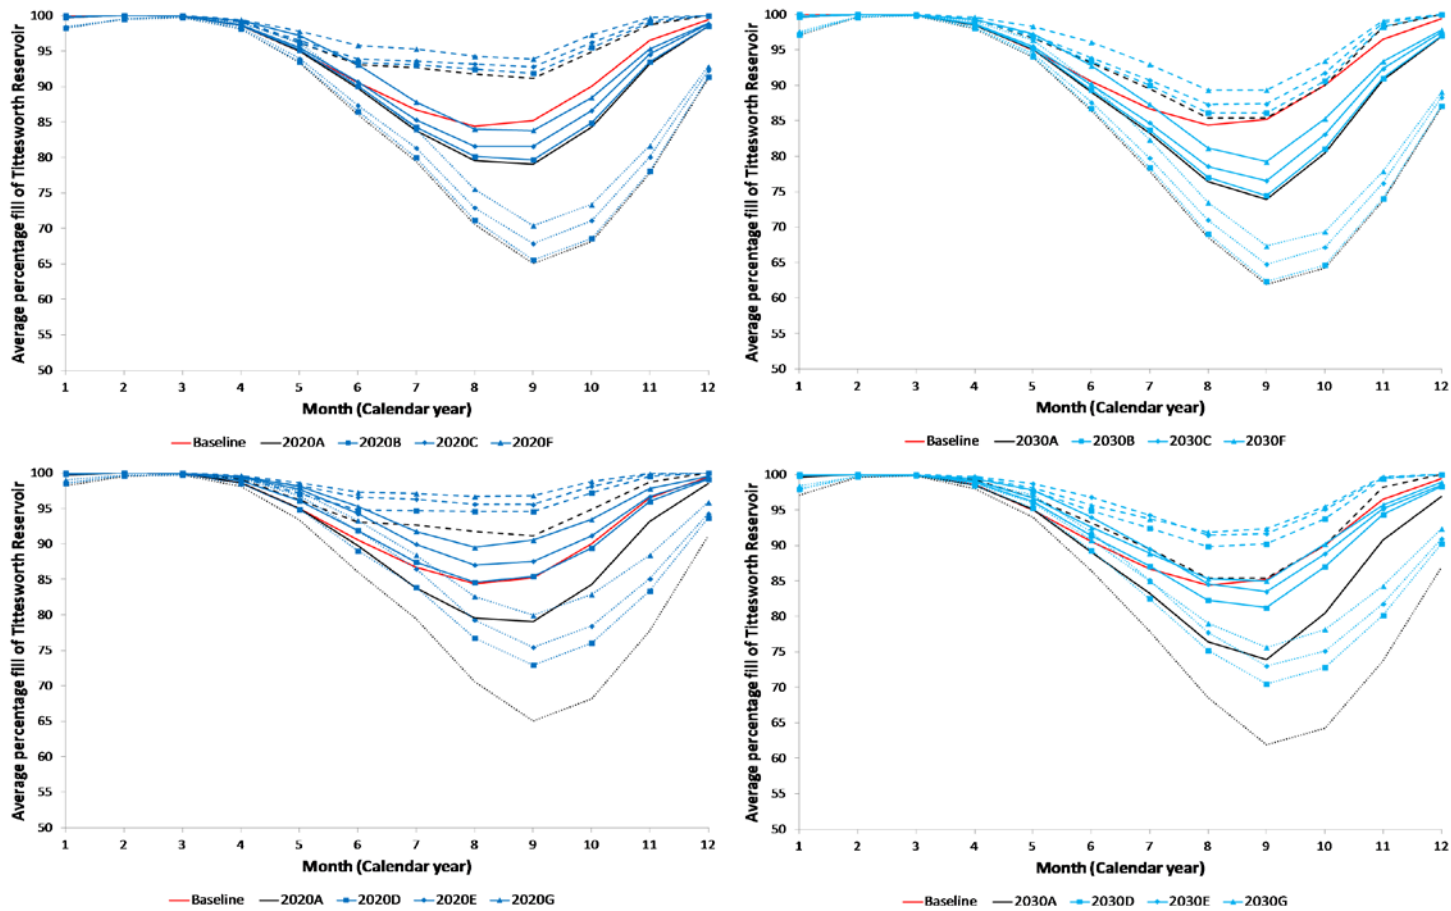 Average percentage fill of Tittesworth Reservoir
100
95
90
85
80
75
70
65
60
55
50
1 2 3 4 5 6 7 8 9 10 11 12
Month (Calendar year)
Baseline 2020A 2020B 2020C 2020F
Average percentage fill of Tittesworth Reservoir
100
95
90
85
80
75
70
65
60
55
50
1 2 3 4 5 6 7 8 9 10 11 12
Month (Calendar year)
Baseline 2030A 2030B 2030C 2030F
Average percentage fill of Tittesworth Reservoir
100
95
90
85
80
75
70
65
60
55
50
1 2 3 4 5 6 7 8 9 10 11 12
Month (Calendar year)
Baseline 2020A 2020D 2020E 2020G
Average percentage fill of Tittesworth Reservoir
100
95
90
85
80
75
70
65
60
55
50
1 2 3 4 5 6 7 8 9 10 11 12
Month (Calendar year)
Baseline 2030A 2030D 2030E 2030G